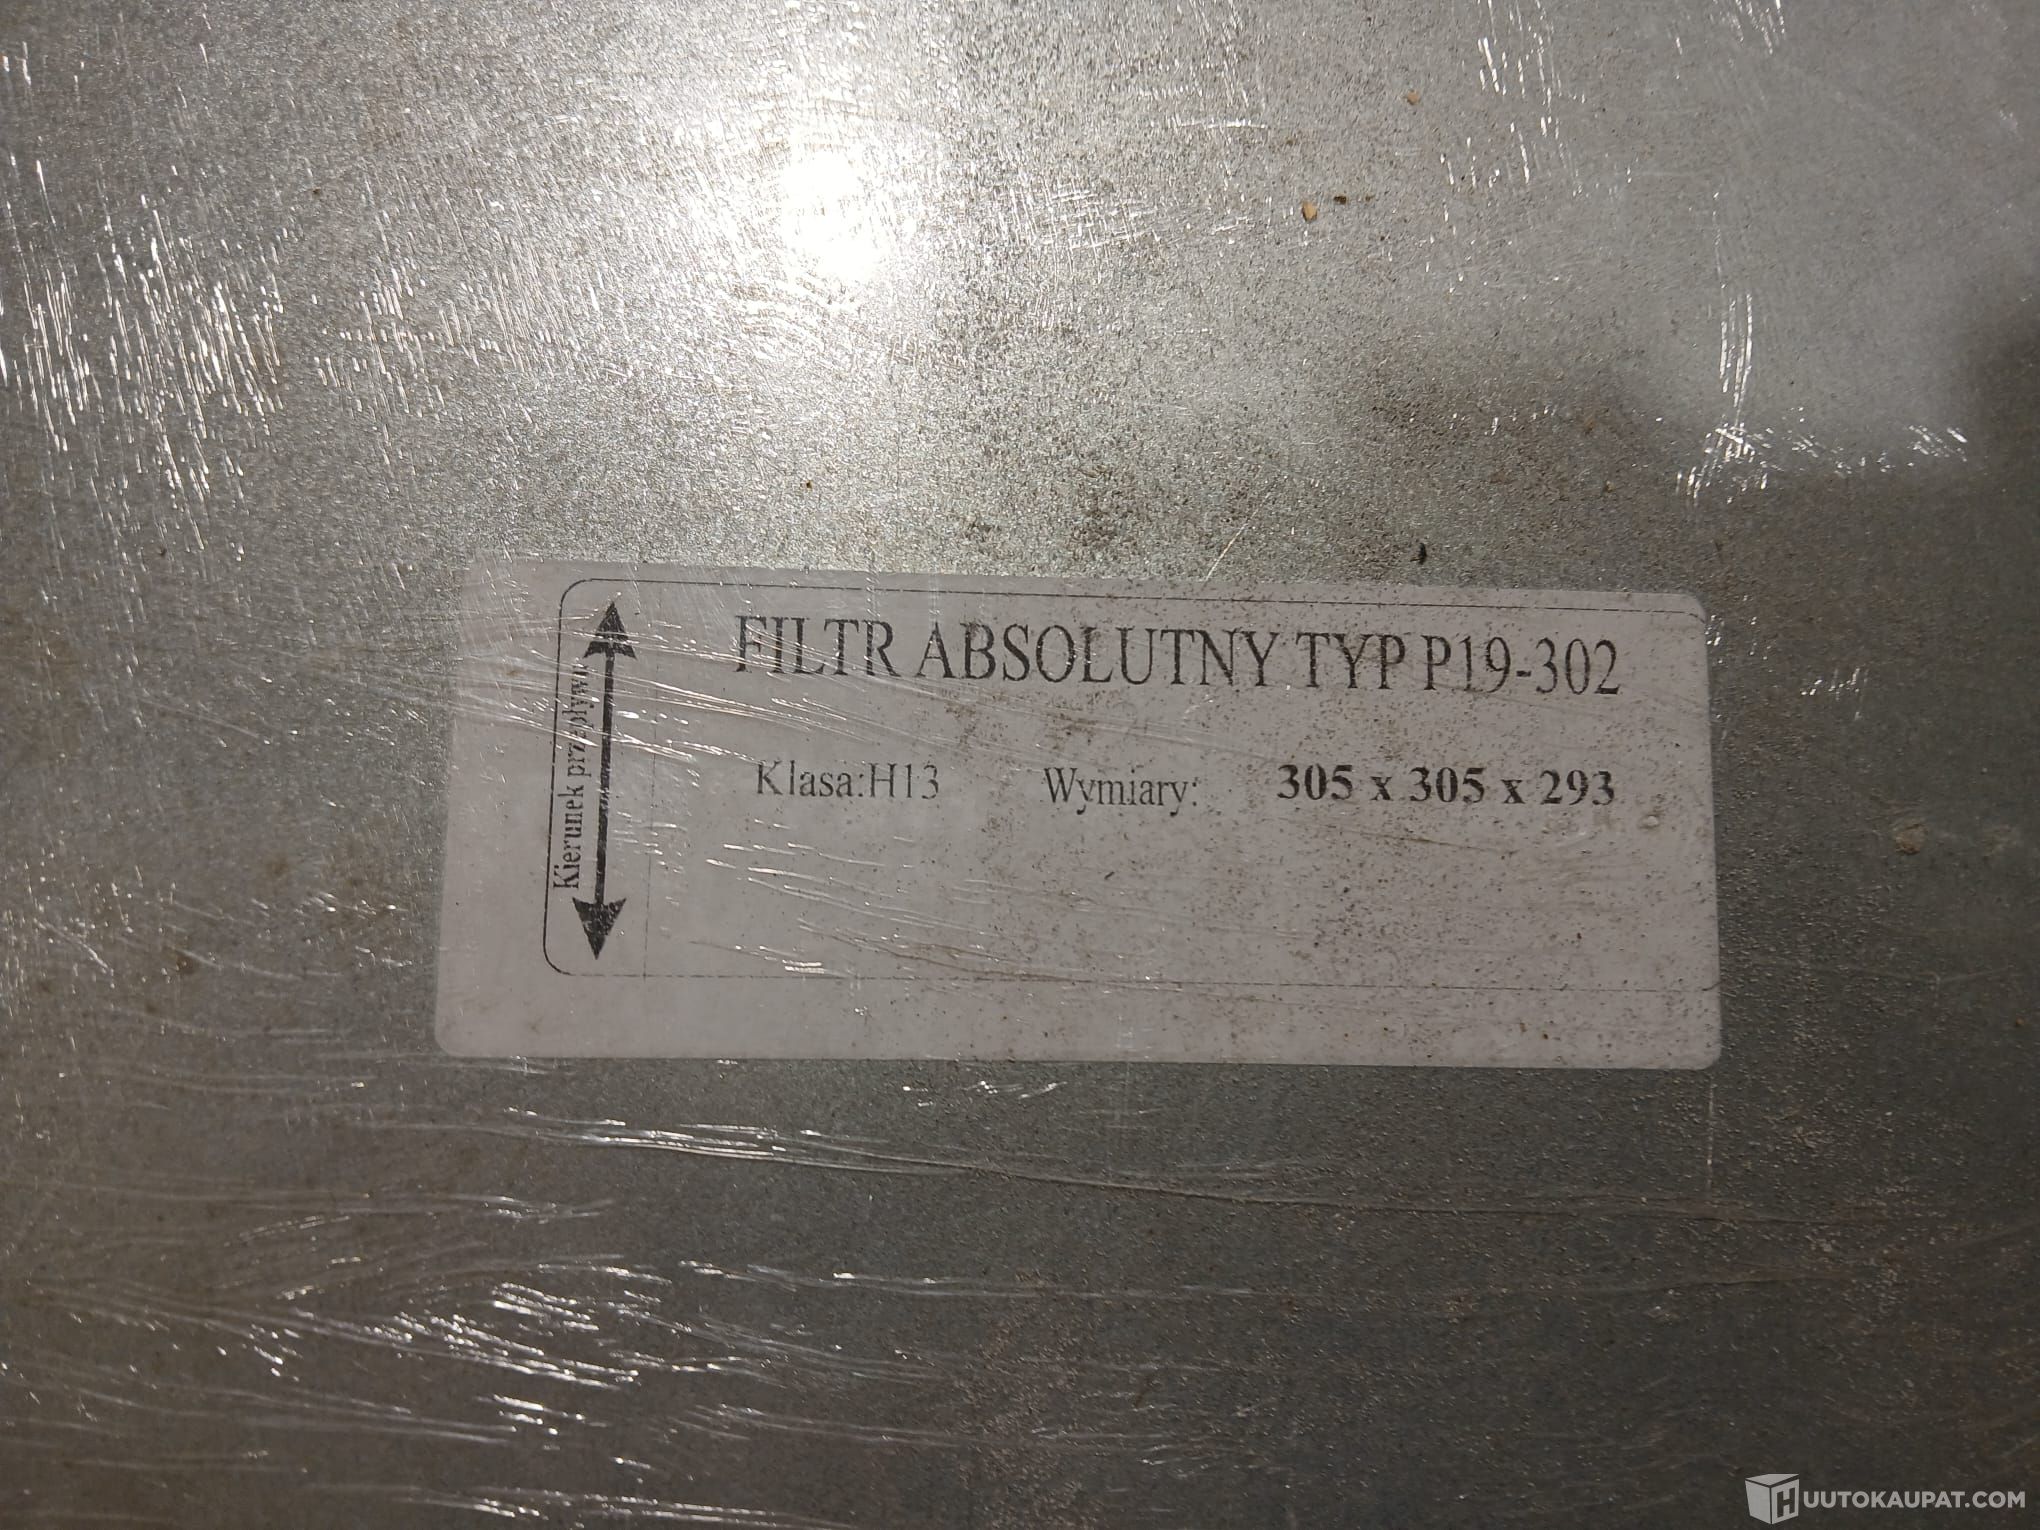 FILTR ABSOLUTNY TYP P19-302
Kierunek przepływu
Klasa:H13 Wymiary: 305 x 305 x 293
HUUTOKAUPAT.COM